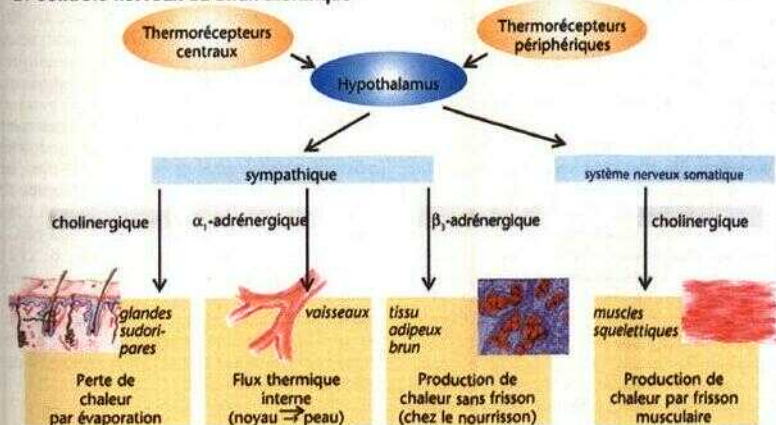 Thermorécepteurs
centraux
Thermorécepteurs
périphériques
Hypothalamus
sympathique
système nerveux somatique
cholinergique
α₁-adrénergique
β₃-adrénergique
cholinergique
glandes
sudori-
pares
vaisseaux
tissu
adipeux
brun
muscles
squelettiques
Perte de
chaleur
par évaporation
Flux thermique
interne
(noyau → peau)
Production de
chaleur sans frisson
(chez le nourrisson)
Production de
chaleur par frisson
musculaire